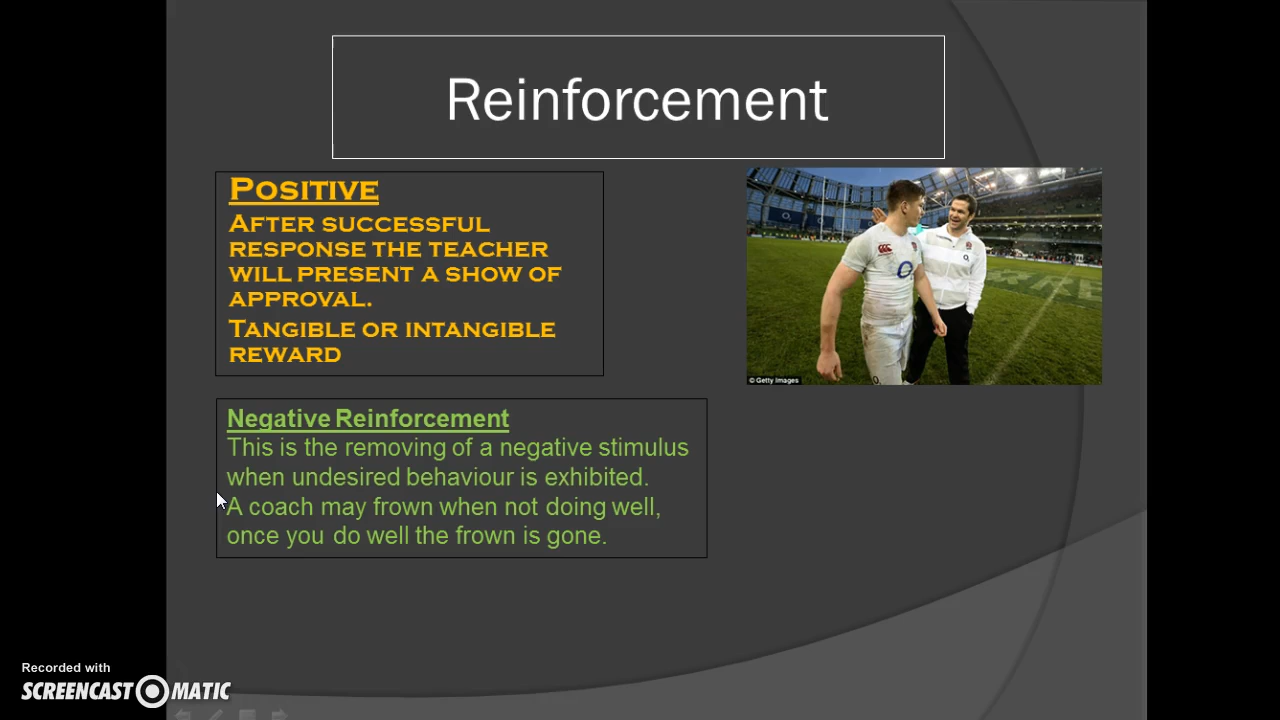 Reinforcement
POSITIVE
AFTER SUCCESSFUL
RESPONSE THE TEACHER
WILL PRESENT A SHOW OF
APPROVAL.
TANGIBLE OR INTANGIBLE
REWARD
© Getty Images
Negative Reinforcement
This is the removing of a negative stimulus
when undesired behaviour is exhibited.
A coach may frown when not doing well,
once you do well the frown is gone.
Recorded with
SCREENCAST MATIC